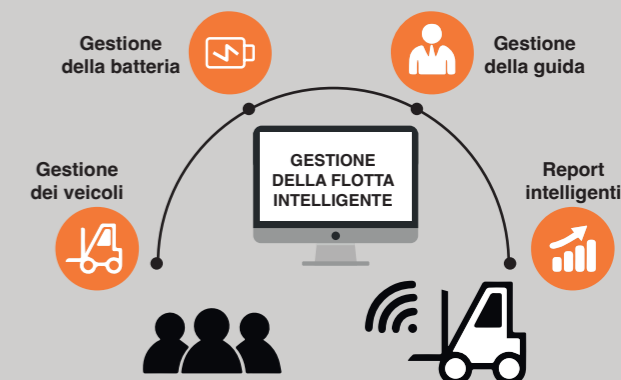 Gestione
della batteria
Gestione
della guida
Gestione
dei veicoli
GESTIONE
DELLA FLOTTA
INTELLIGENTE
Report
intelligenti